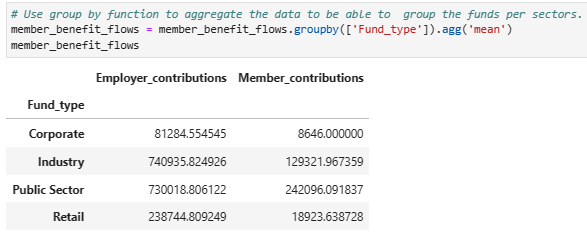 # Use group by function to aggregate the data to be able to  group the funds per sectors.
member_benefit_flows = member_benefit_flows.groupby(['Fund_type']).agg('mean')
member_benefit_flows
Employer_contributions Member_contributions
Fund_type
Corporate 81284.554545 8646.000000
Industry 740935.824926 129321.967359
Public Sector 730018.806122 242096.091837
Retail 238744.809249 18923.638728